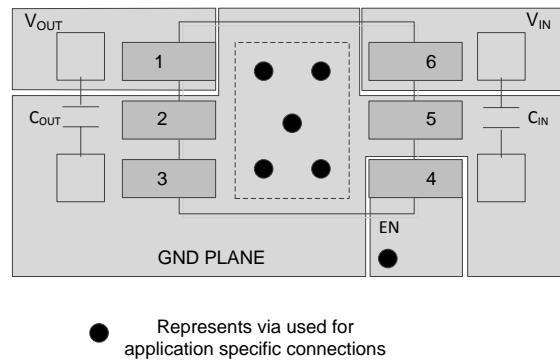 VOUT
VIN
1
6
COUT
2
5
CIN
3
4
EN
GND PLANE
Represents via used for
application specific connections